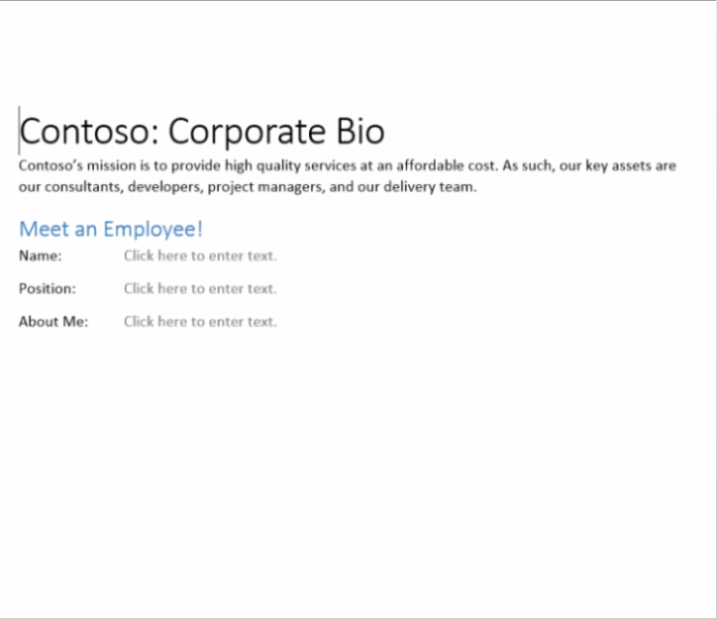 Contoso: Corporate Bio
Contoso's mission is to provide high quality services at an affordable cost. As such, our key assets are
our consultants, developers, project managers, and our delivery team.
Meet an Employee!
Name: Click here to enter text.
Position: Click here to enter text.
About Me: Click here to enter text.